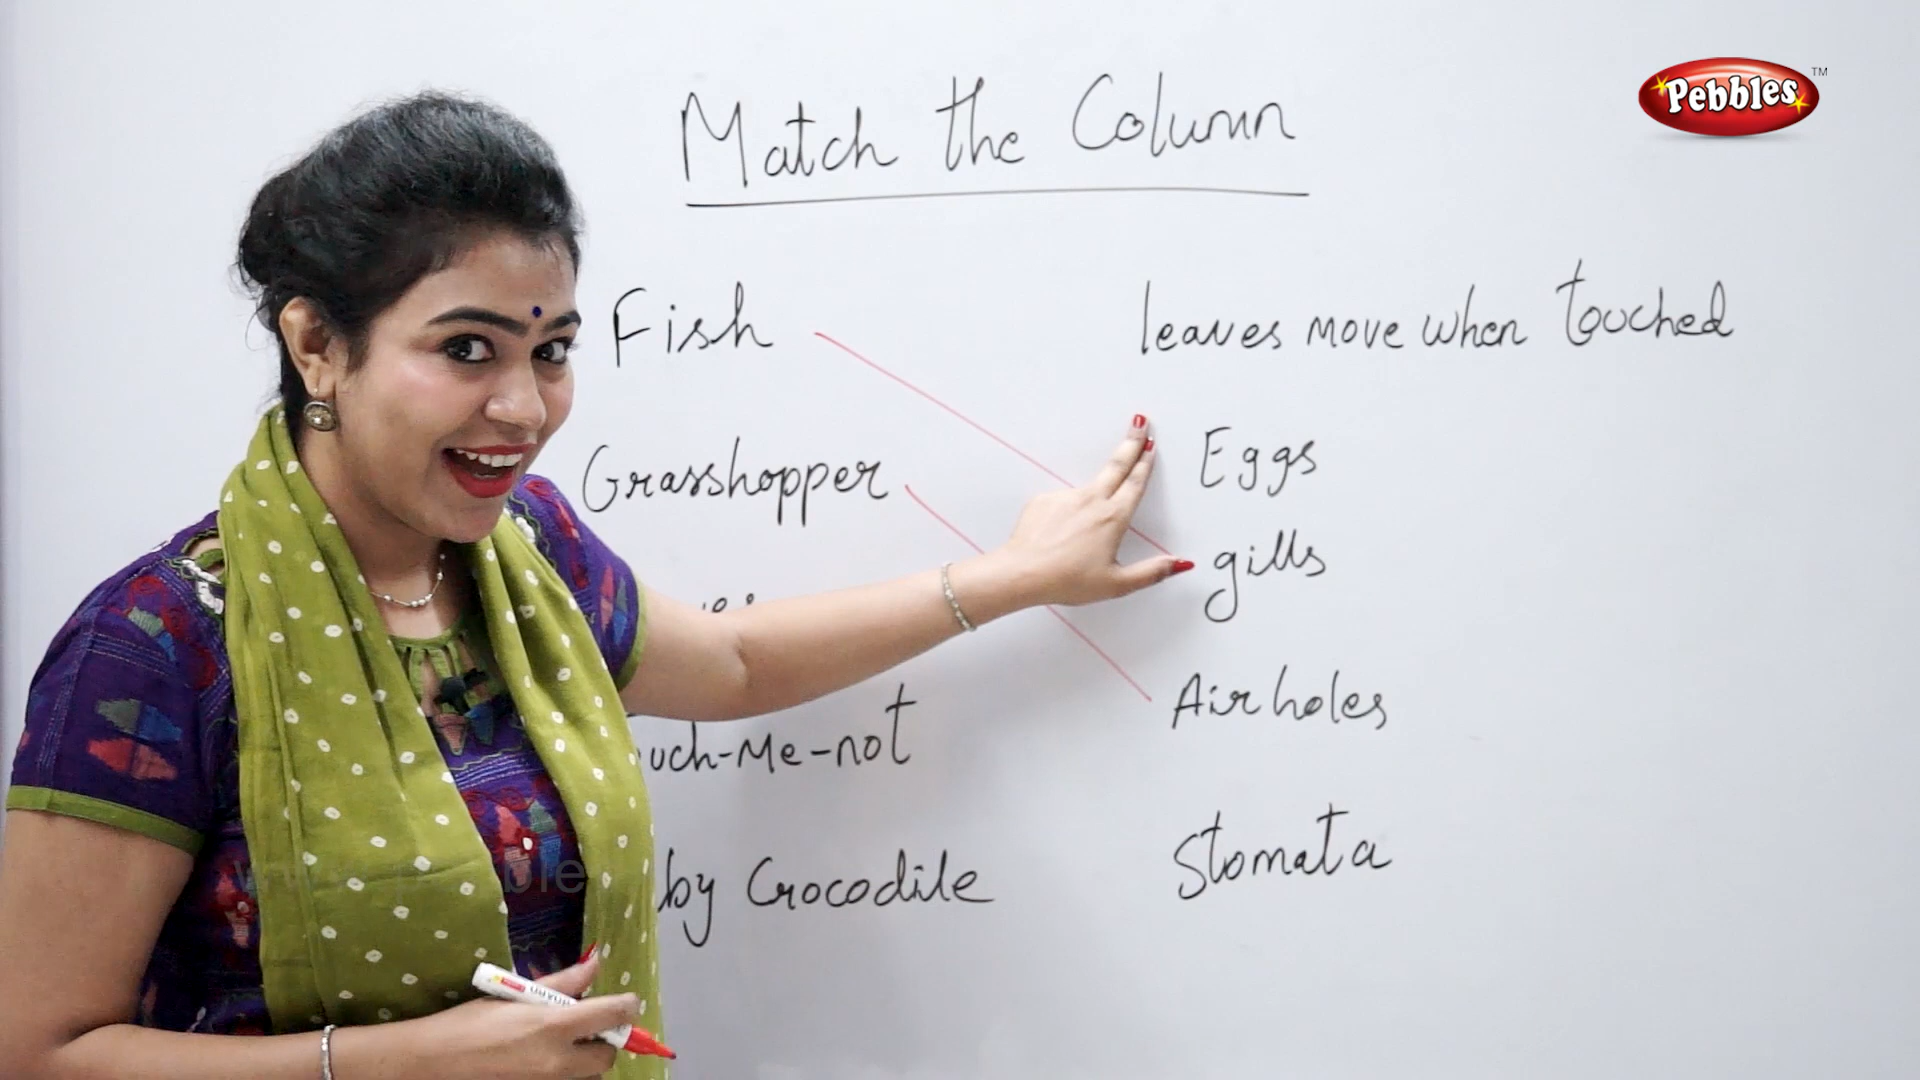 Pebbles TM
Match the Column
Fish leaves move when touched
Grasshopper Eggs
gills
uch-Me-not Airholes
by Crocodile Stomata